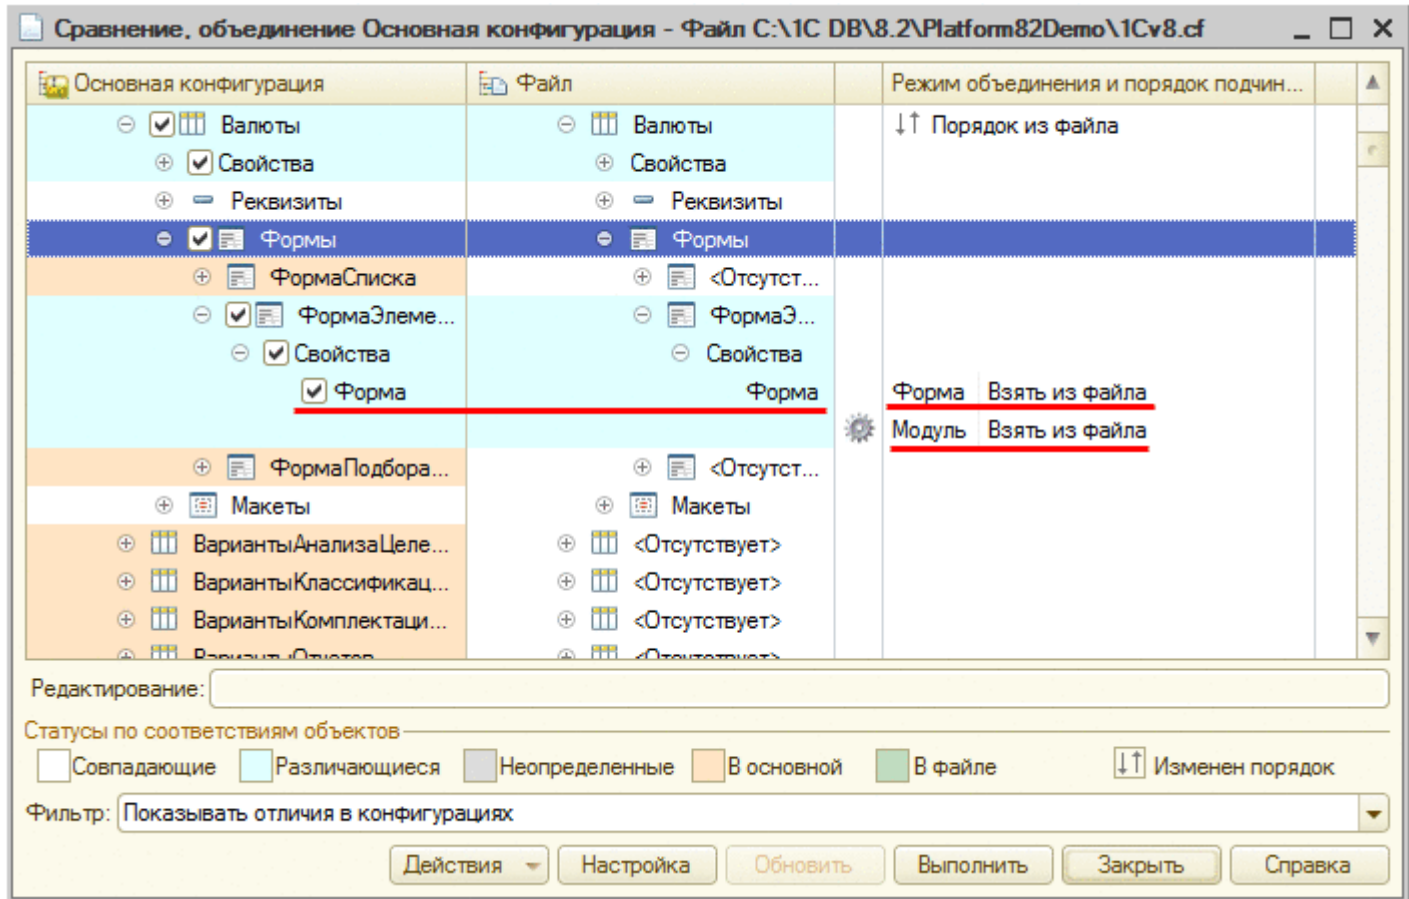 Сравнение, объединение Основная конфигурация - Файл C:\1C DB\8.2\Platform82Demo\1Cv8.cf
Основная конфигурация Файл Режим объединения и порядок подчин...
Валюты Валюты Порядок из файла
Свойства Свойства
Реквизиты Реквизиты
Формы Формы
ФормаСписка <Отсутст...
ФормаЭлеме... ФормаЭ...
Свойства Свойства
Форма Форма Форма Взять из файла
Модуль Взять из файла
ФормаПодбора... <Отсутст...
Макеты Макеты
ВариантыАнализаЦеле... <Отсутствует>
ВариантыКлассификац... <Отсутствует>
ВариантыКомплектаци... <Отсутствует>
ВариантыОтчетов <Отсутствует>
Редактирование:
Статусы по соответствиям объектов
Совпадающие Различающиеся Неопределенные В основной В файле Изменен порядок
Фильтр: Показывать отличия в конфигурациях
Действия Настройка Обновить Выполнить Закрыть Справка